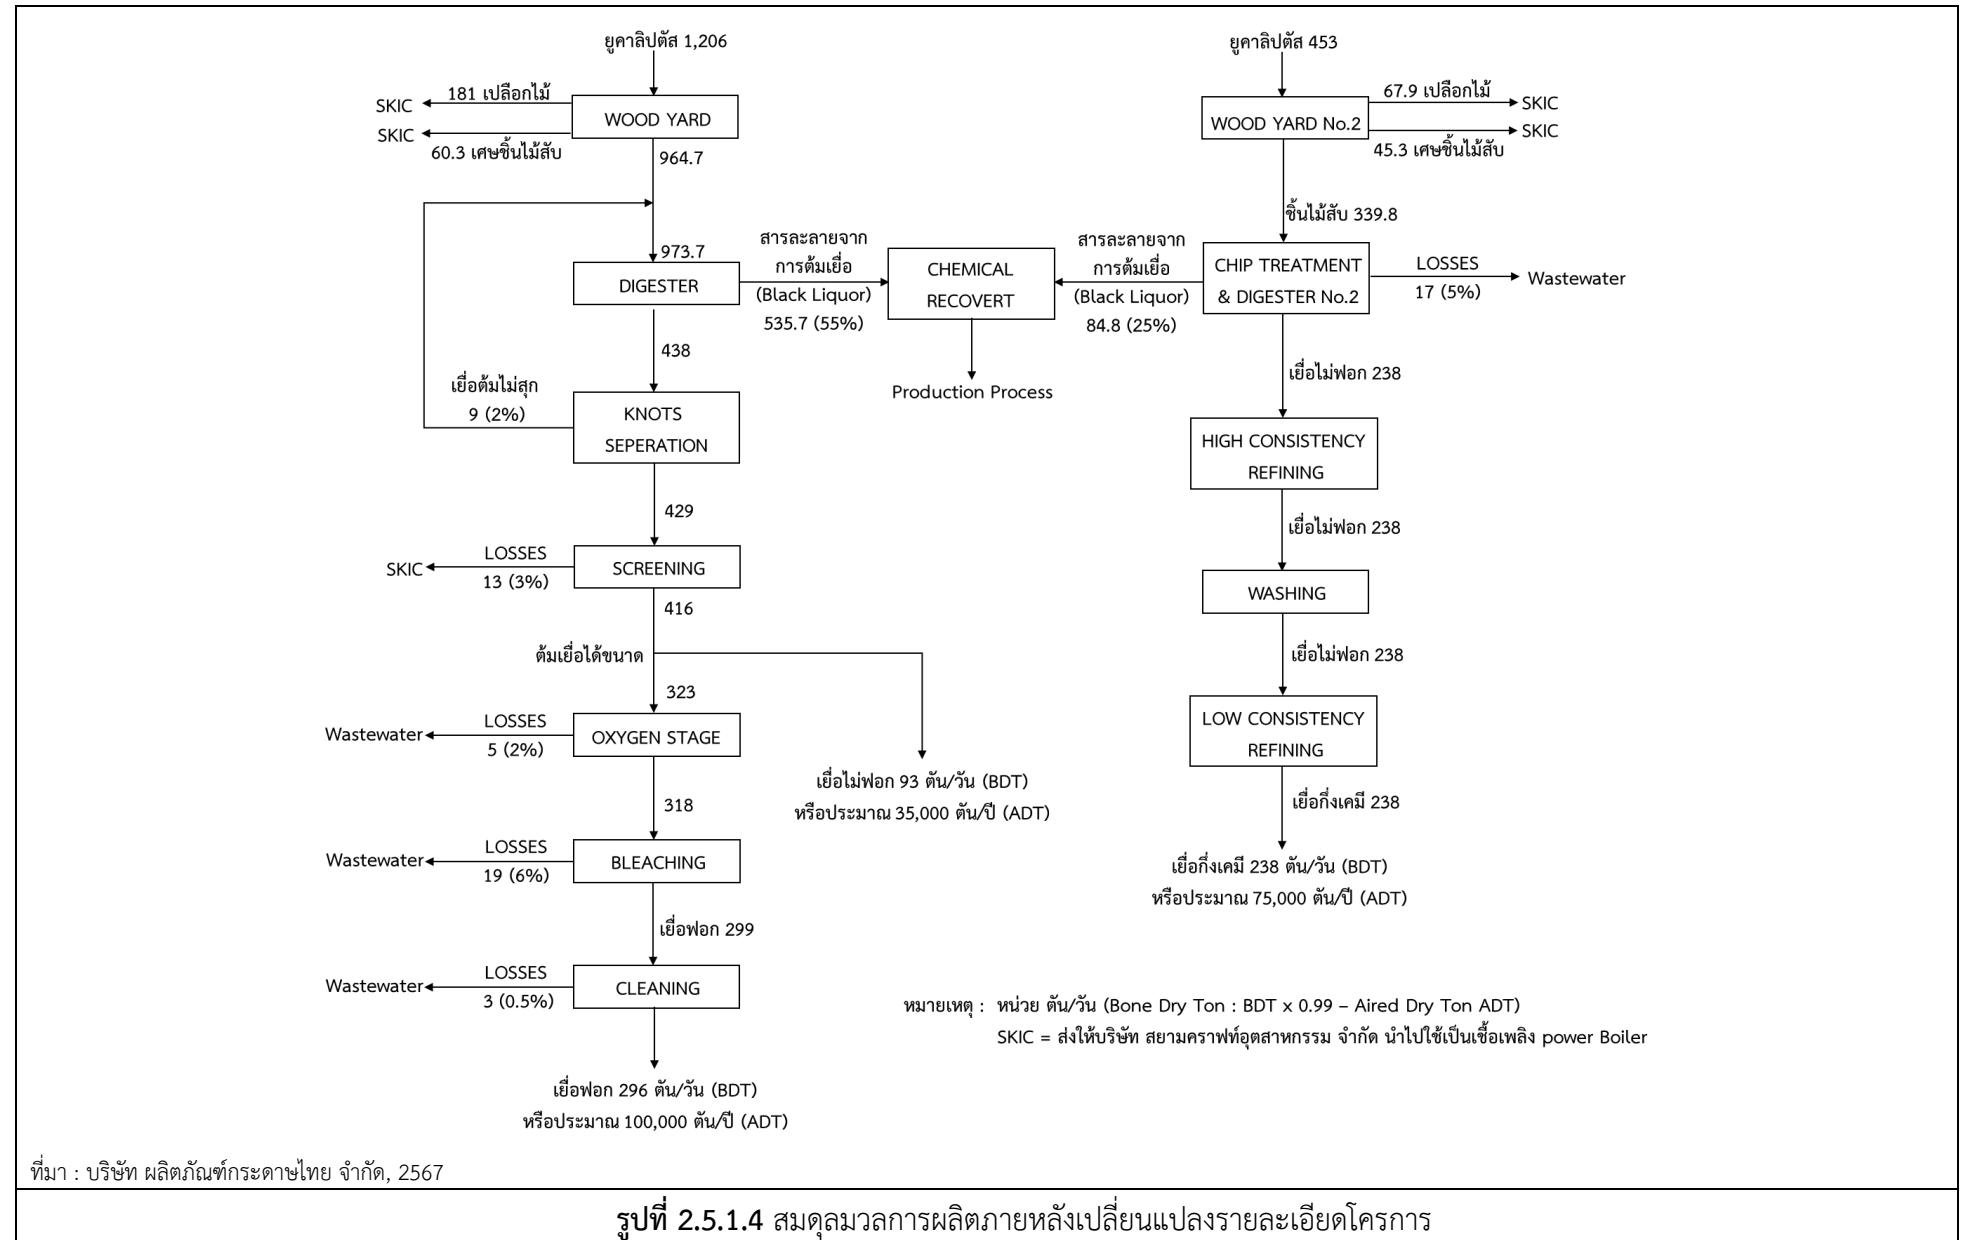 ยูคาลิปตัส 1,206
181 เปลือกไม้
SKIC
SKIC
60.3 เศษชิ้นไม้สับ
WOOD YARD
964.7
973.7
DIGESTER
สารละลายจาก
การต้มเยื่อ
(Black Liquor)
535.7 (55%)
438
เยื่อต้มไม่สุก
9 (2%)
KNOTS
SEPERATION
429
LOSSES
13 (3%)
SKIC
SCREENING
416
ต้มเยื่อได้ขนาด
323
เยื่อไม่ฟอก 93 ตัน/วัน (BDT)
หรือประมาณ 35,000 ตัน/ปี (ADT)
LOSSES
5 (2%)
Wastewater
OXYGEN STAGE
318
LOSSES
19 (6%)
Wastewater
BLEACHING
เยื่อฟอก 299
LOSSES
3 (0.5%)
Wastewater
CLEANING
เยื่อฟอก 296 ตัน/วัน (BDT)
หรือประมาณ 100,000 ตัน/ปี (ADT)
CHEMICAL
RECOVERT
Production Process
ยูคาลิปตัส 453
67.9 เปลือกไม้
SKIC
SKIC
45.3 เศษชิ้นไม้สับ
WOOD YARD No.2
ชิ้นไม้สับ 339.8
สารละลายจาก
การต้มเยื่อ
(Black Liquor)
84.8 (25%)
CHIP TREATMENT
& DIGESTER No.2
LOSSES
17 (5%)
Wastewater
เยื่อไม่ฟอก 238
HIGH CONSISTENCY
REFINING
เยื่อไม่ฟอก 238
WASHING
เยื่อไม่ฟอก 238
LOW CONSISTENCY
REFINING
เยื่อกึ่งเคมี 238
เยื่อกึ่งเคมี 238 ตัน/วัน (BDT)
หรือประมาณ 75,000 ตัน/ปี (ADT)
หมายเหตุ : หน่วย ตัน/วัน (Bone Dry Ton : BDT x 0.99 – Aired Dry Ton ADT)
SKIC = ส่งให้บริษัท สยามคราฟท์อุตสาหกรรม จำกัด นำไปใช้เป็นเชื้อเพลิง power Boiler
ที่มา : บริษัท ผลิตภัณฑ์กระดาษไทย จำกัด, 2567
รูปที่ 2.5.1.4 สมดุลมวลการผลิตภายหลังเปลี่ยนแปลงรายละเอียดโครงการ